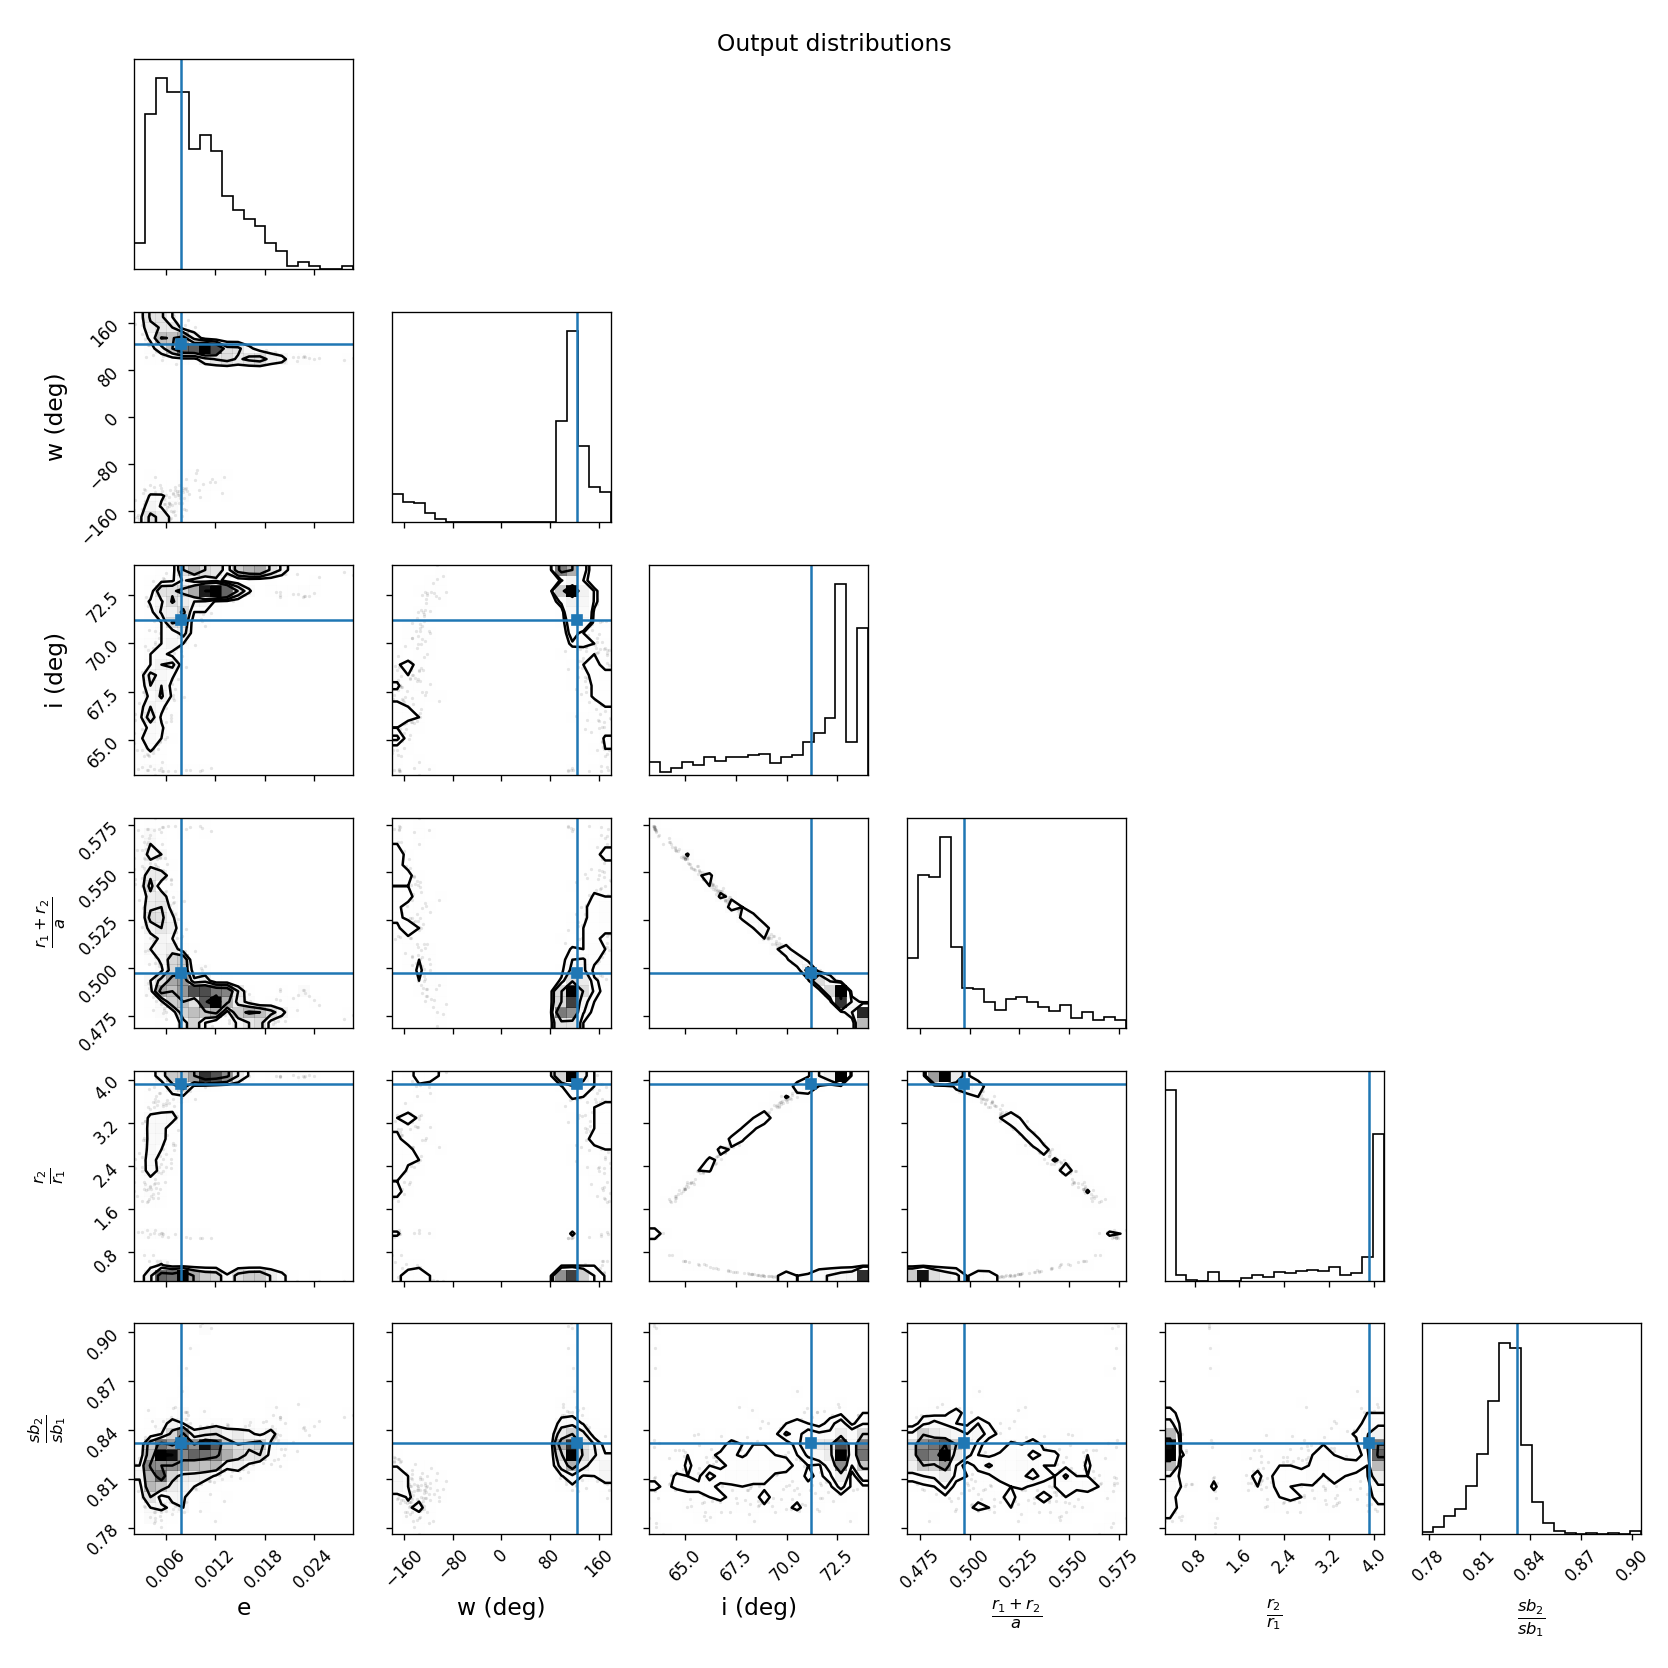 Output distributions
w (deg)
160
80
0
−80
−160
i (deg)
72.5
70.0
67.5
65.0
r₁ + r₂
a
0.575
0.550
0.525
0.500
0.475
r₂
r₁
4.0
3.2
2.4
1.6
0.8
sb₂
sb₁
0.90
0.87
0.84
0.81
0.78
0.006 0.012 0.018 0.024
−160 −80 0 80 160
65.0 67.5 70.0 72.5
0.475 0.500 0.525 0.550 0.575
0.8 1.6 2.4 3.2 4.0
0.78 0.81 0.84 0.87 0.90
e
w (deg)
i (deg)
r₁ + r₂
a
r₂
r₁
sb₂
sb₁